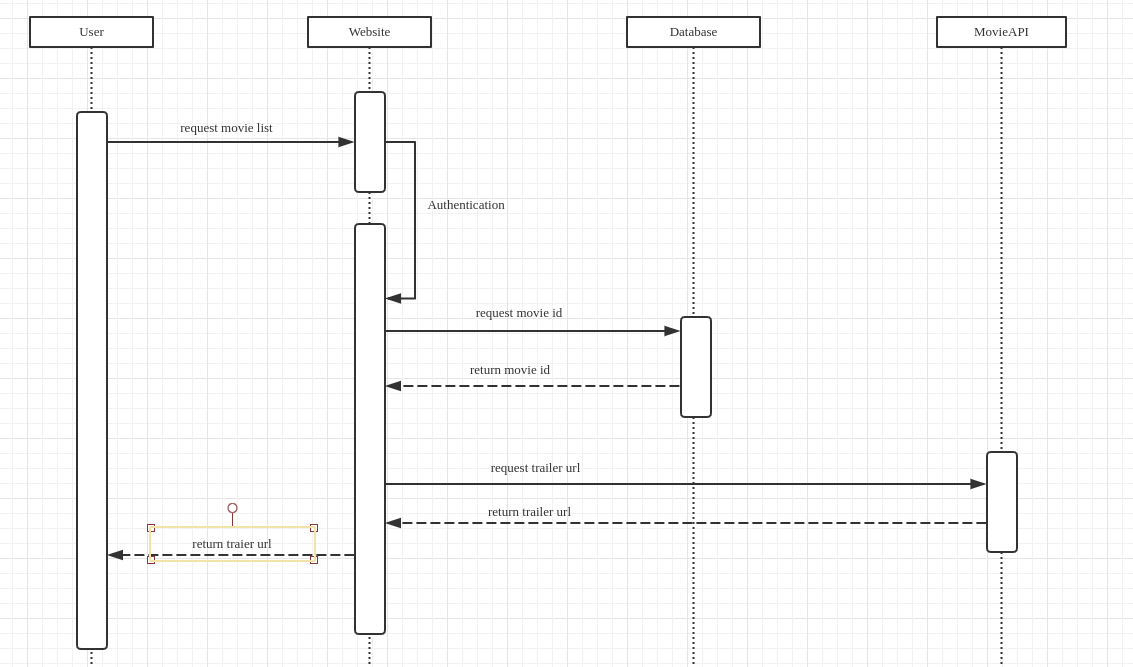 User
Website
Database
MovieAPI
request movie list
Authentication
request movie id
return movie id
request trailer url
return trailer url
return traier url